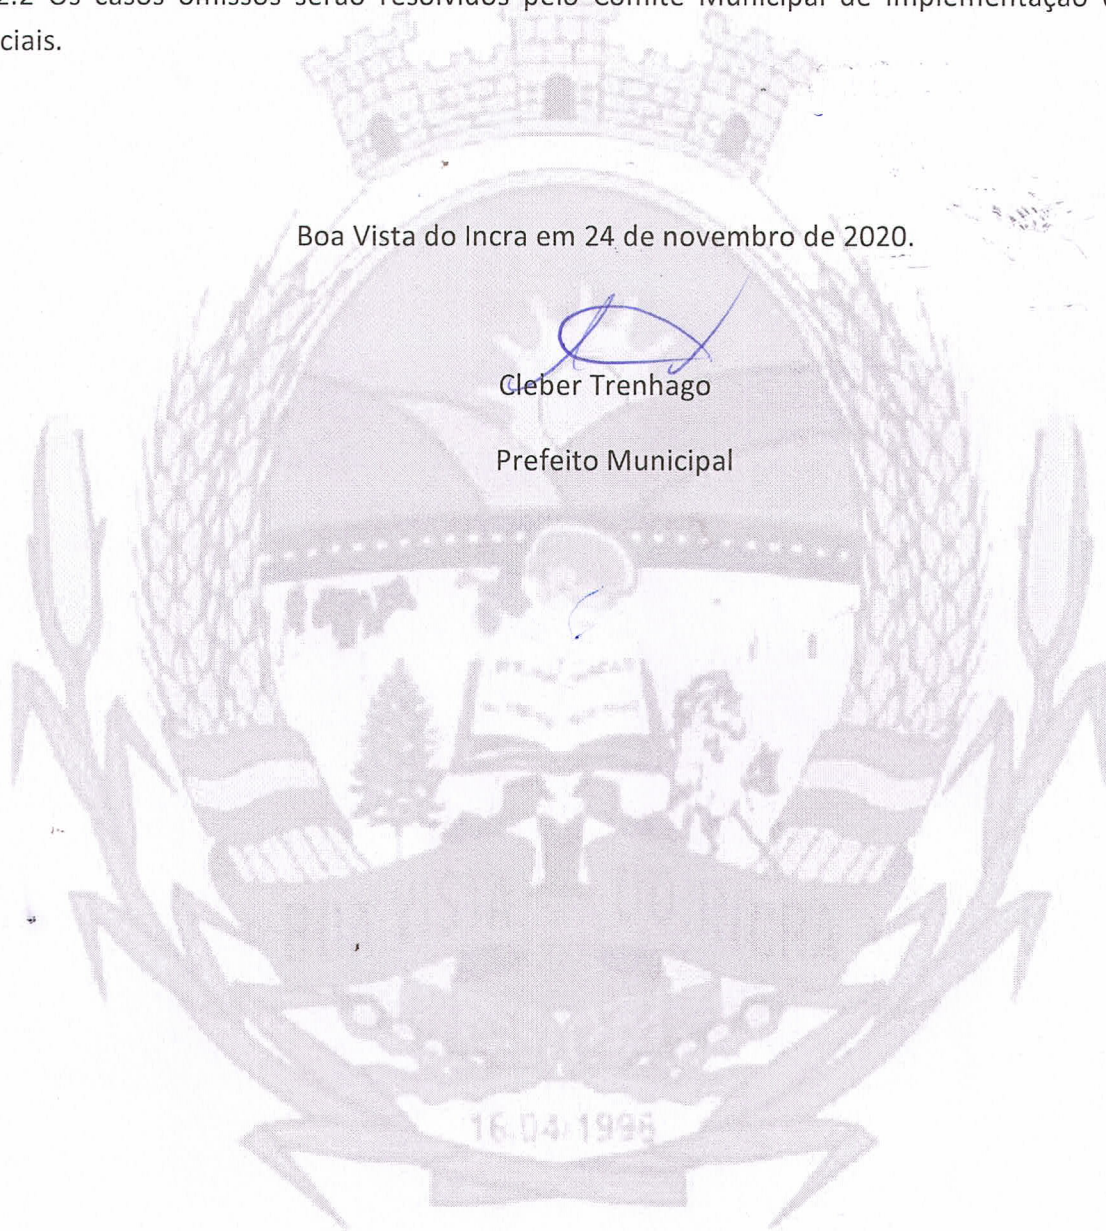 2.2 Os casos omissos serão resolvidos pelo Comitê Municipal de Implementação
ciais.
Boa Vista do Incra em 24 de novembro de 2020.
Cleber Trenhago
Prefeito Municipal
16.04.1996